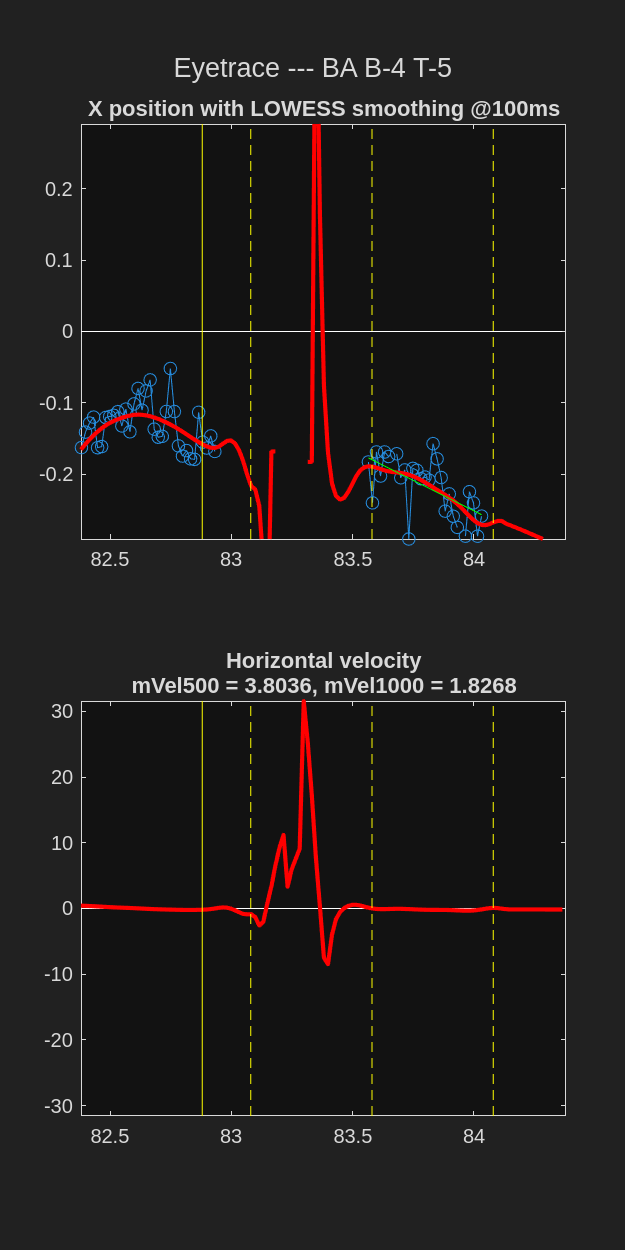 Eyetrace --- BA B-4 T-5
X position with LOWESS smoothing @100ms
0.2
0.1
0
-0.1
-0.2
82.5 83 83.5 84
Horizontal velocity
mVel500 = 3.8036, mVel1000 = 1.8268
30
20
10
0
-10
-20
-30
82.5 83 83.5 84